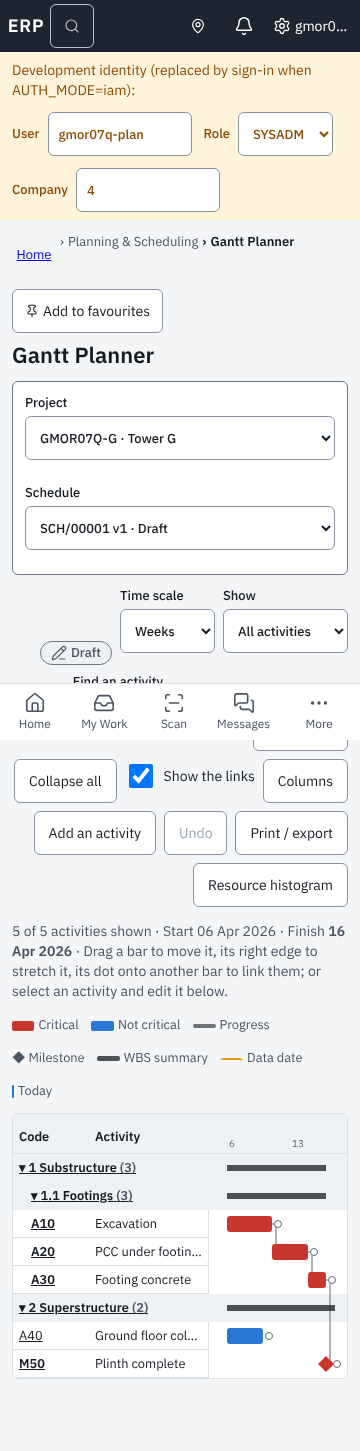 ERP
gmor0...
Development identity (replaced by sign-in when
AUTH_MODE=iam):
User gmor07q-plan Role SYSADM
Company 4
› Planning & Scheduling › Gantt Planner
Home
Add to favourites
Gantt Planner
Project
GMOR07Q-G · Tower G
Schedule
SCH/00001 v1 · Draft
Time scale Show
Weeks All activities
Draft
Find an activity
Home My Work Scan Messages More
Collapse all Show the links Columns
Add an activity Undo Print / export
Resource histogram
5 of 5 activities shown · Start 06 Apr 2026 · Finish 16
Apr 2026 · Drag a bar to move it, its right edge to
stretch it, its dot onto another bar to link them; or
select an activity and edit it below.
Critical Not critical Progress
Milestone WBS summary Data date
Today
Code Activity 6 13
▾ 1 Substructure (3)
▾ 1.1 Footings (3)
A10 Excavation
A20 PCC under footin...
A30 Footing concrete
▾ 2 Superstructure (2)
A40 Ground floor col...
M50 Plinth complete